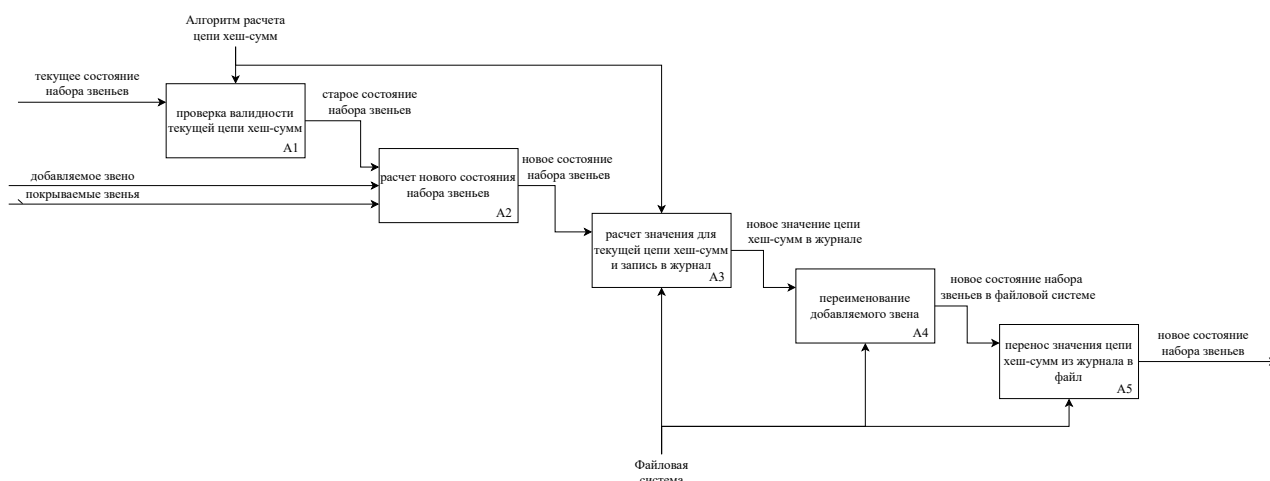 Алгоритм расчета
цепи хеш-сумм
текущее состояние
набора звеньев
проверка валидности
текущей цепи хеш-сумм
A1
старое состояние
набора звеньев
добавляемое звено
покрываемые звенья
расчет нового состояния
набора звеньев
A2
новое состояние
набора звеньев
расчет значения для
текущей цепи хеш-сумм
и запись в журнал
A3
новое значение цепи
хеш-сумм в журнале
переименование
добавляемого звена
A4
новое состояние набора
звеньев в файловой системе
перенос значения цепи
хеш-сумм из журнала в
файл
A5
новое состояние
набора звеньев
Файловая
система